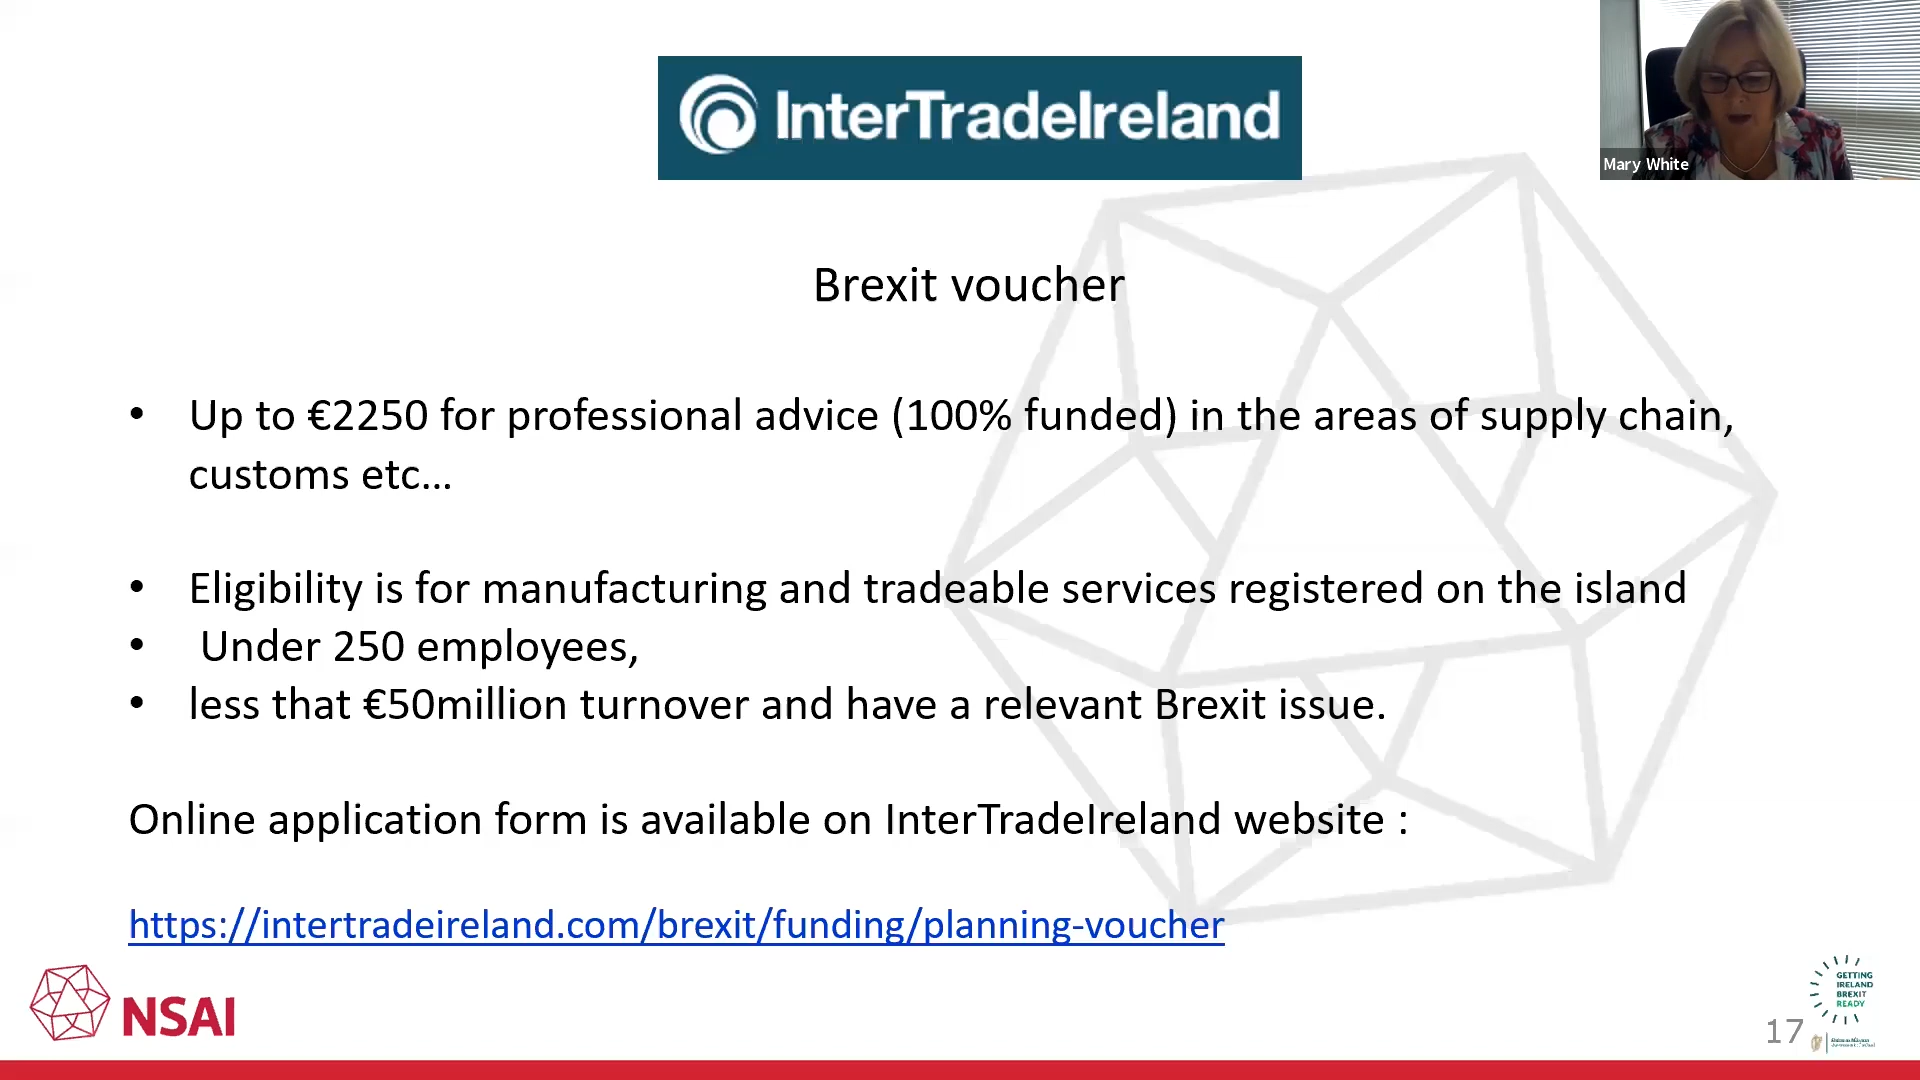 InterTradeIreland
Mary White
Brexit voucher
• Up to €2250 for professional advice (100% funded) in the areas of supply chain,
customs etc...
• Eligibility is for manufacturing and tradeable services registered on the island
• Under 250 employees,
• less that €50million turnover and have a relevant Brexit issue.
Online application form is available on InterTradeIreland website :
https://intertradeireland.com/brexit/funding/planning-voucher
NSAI
GETTING
IRELAND
BREXIT
READY
17